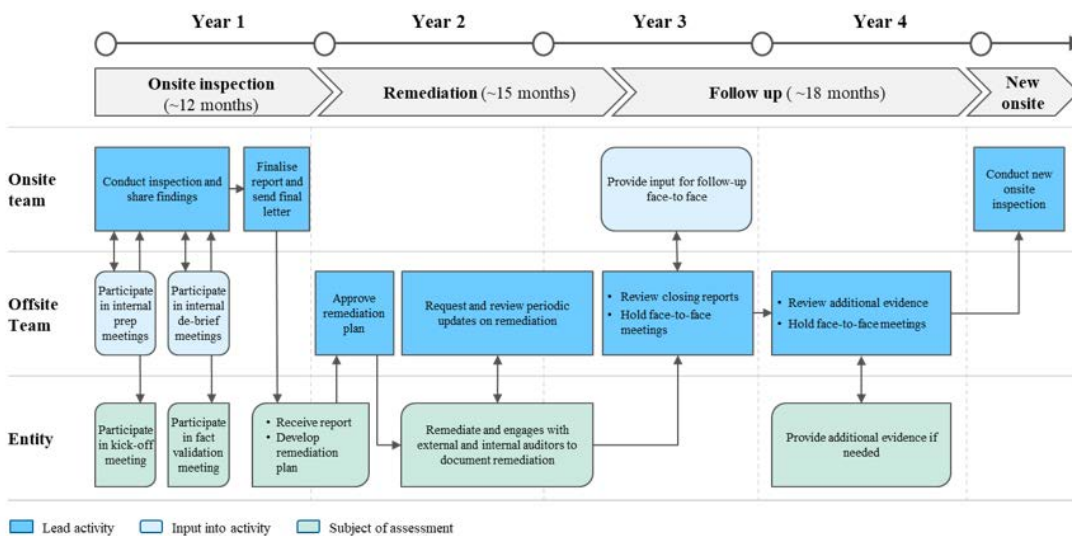 Year 1
Year 2
Year 3
Year 4
Onsite inspection
(~12 months)
Remediation (~15 months)
Follow up ( ~18 months)
New
onsite
Onsite
team
Conduct inspection and
share findings
Finalise
report and
send final
letter
Provide input for follow-up
face-to face
Conduct new
onsite
inspection
Offsite
Team
Participate
in internal
prep
meetings
Participate
in internal
de-brief
meetings
Approve
remediation
plan
Request and review periodic
updates on remediation
• Review closing reports
• Hold face-to-face
meetings
• Review additional evidence
• Hold face-to-face meetings
Entity
Participate
in kick-off
meeting
Participate
in fact
validation
meeting
• Receive report
• Develop
remediation
plan
Remediate and engages with
external and internal auditors to
document remediation
Provide additional evidence if
needed
Lead activity
Input into activity
Subject of assessment